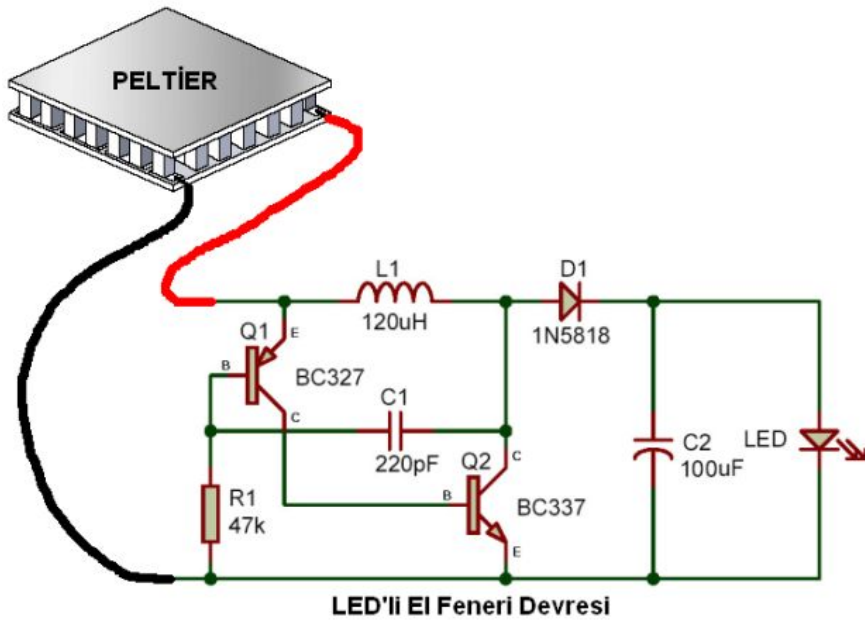 PELTİER
L1
120uH
D1
1N5818
Q1
E
B
BC327
C
C1
220pF
Q2
C
B
BC337
E
R1
47k
C2
100uF
LED
LED'li El Feneri Devresi